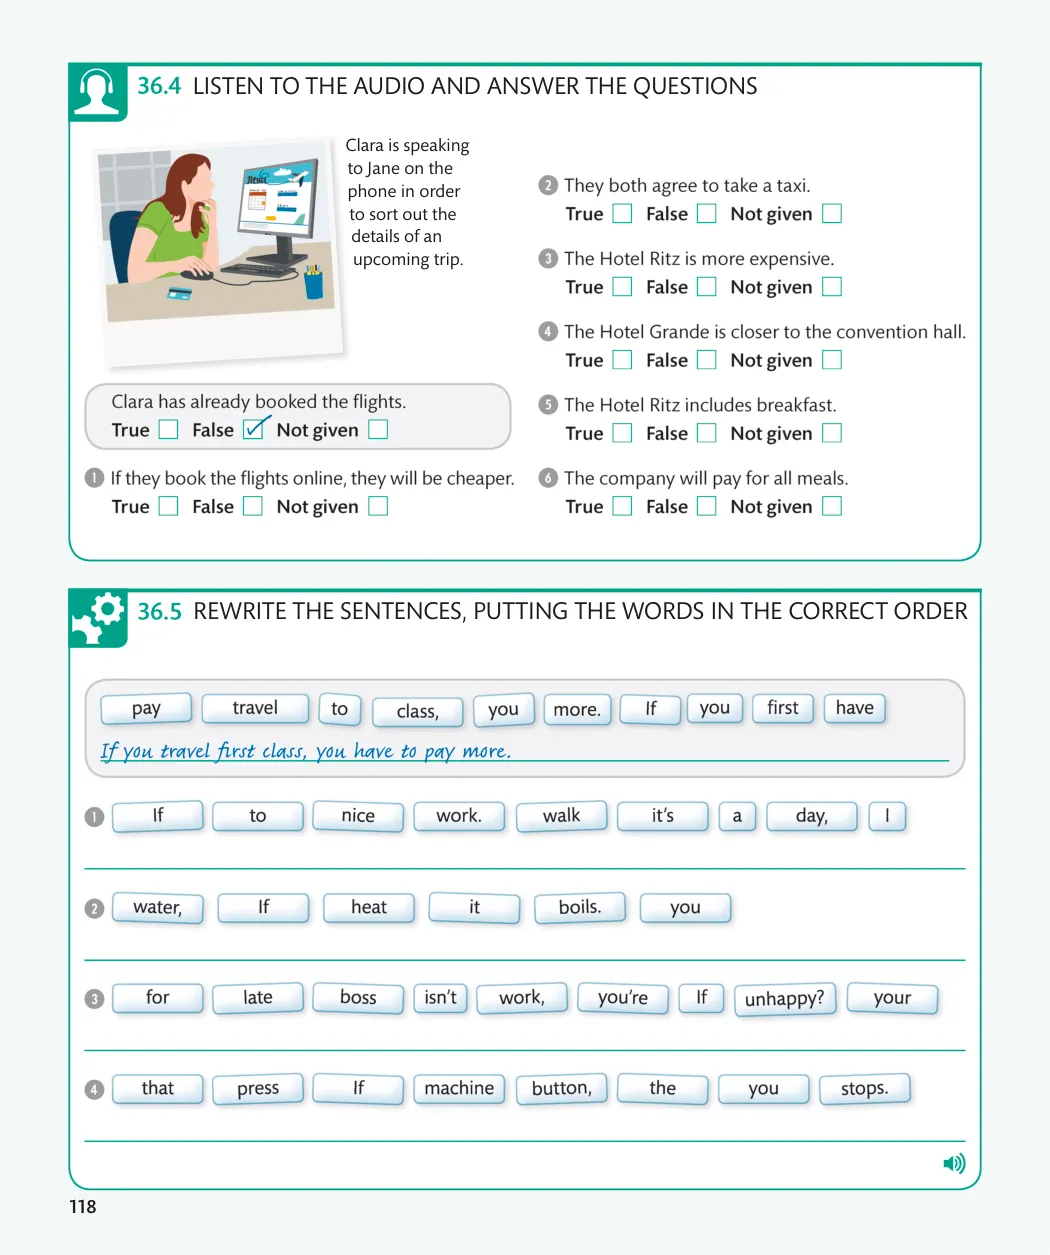 36.4 LISTEN TO THE AUDIO AND ANSWER THE QUESTIONS
Clara is speaking
to Jane on the
phone in order
to sort out the
details of an
upcoming trip.
Clara has already booked the flights.
True False Not given
1 If they book the flights online, they will be cheaper.
True False Not given
2 They both agree to take a taxi.
True False Not given
3 The Hotel Ritz is more expensive.
True False Not given
4 The Hotel Grande is closer to the convention hall.
True False Not given
5 The Hotel Ritz includes breakfast.
True False Not given
6 The company will pay for all meals.
True False Not given
36.5 REWRITE THE SENTENCES, PUTTING THE WORDS IN THE CORRECT ORDER
pay travel to class, you more. If you first have
If you travel first class, you have to pay more.
1 If to nice work. walk it's a day, I
2 water, If heat it boils. you
3 for late boss isn't work, you're If unhappy? your
4 that press If machine button, the you stops.
118